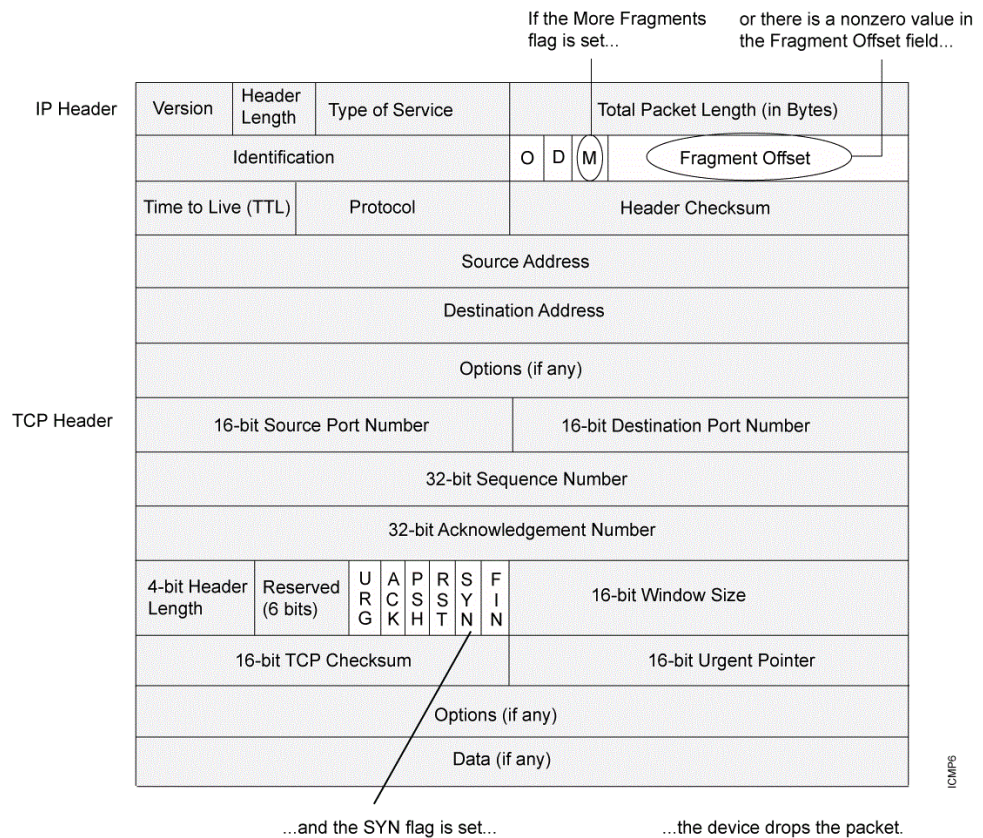 If the More Fragments
flag is set...
or there is a nonzero value in
the Fragment Offset field...
IP Header
Version
Header
Length
Type of Service
Total Packet Length (in Bytes)
Identification
O
D
M
Fragment Offset
Time to Live (TTL)
Protocol
Header Checksum
Source Address
Destination Address
Options (if any)
TCP Header
16-bit Source Port Number
16-bit Destination Port Number
32-bit Sequence Number
32-bit Acknowledgement Number
4-bit Header
Length
Reserved
(6 bits)
URG
ACK
PSH
RST
SYN
FIN
16-bit Window Size
16-bit TCP Checksum
16-bit Urgent Pointer
Options (if any)
Data (if any)
ICMP6
...and the SYN flag is set...
...the device drops the packet.